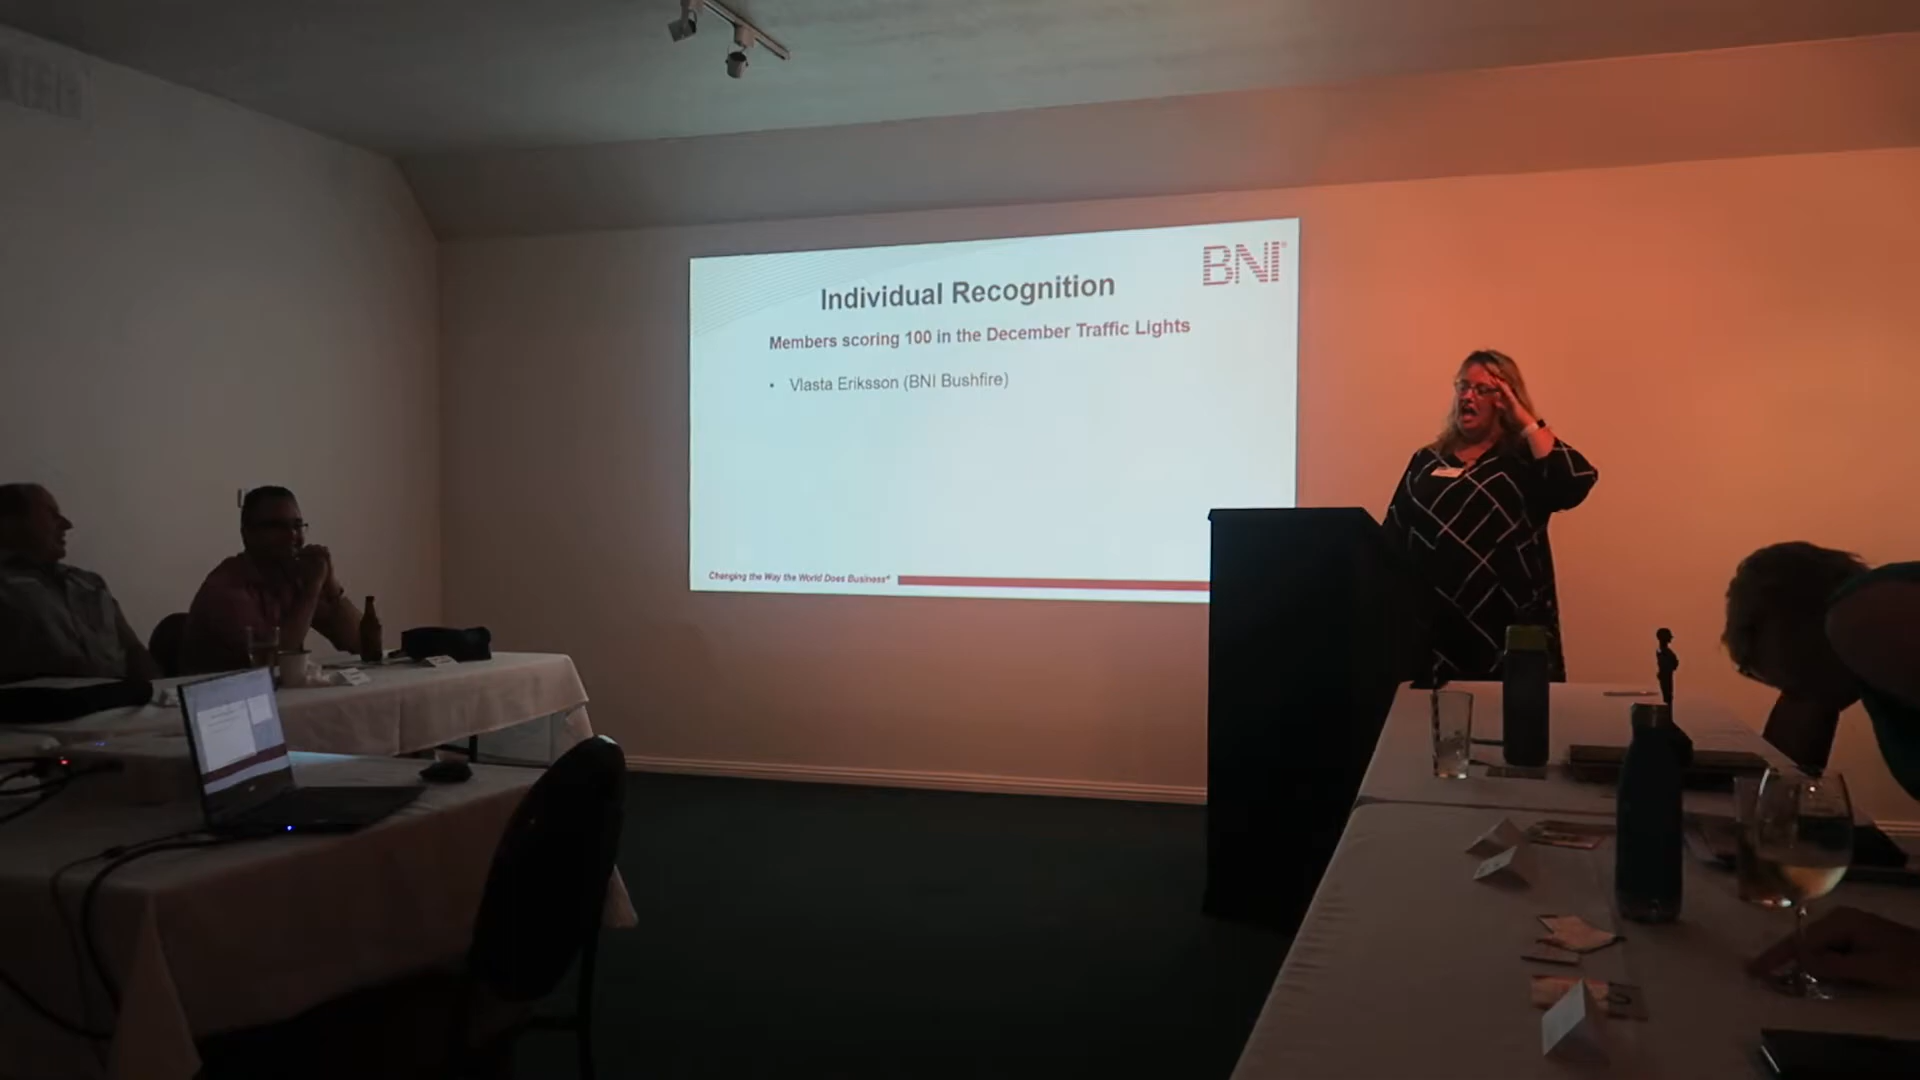 BNI®
Individual Recognition
Members scoring 100 in the December Traffic Lights
• Vlasta Eriksson (BNI Bushfire)
Changing the Way the World Does Business®